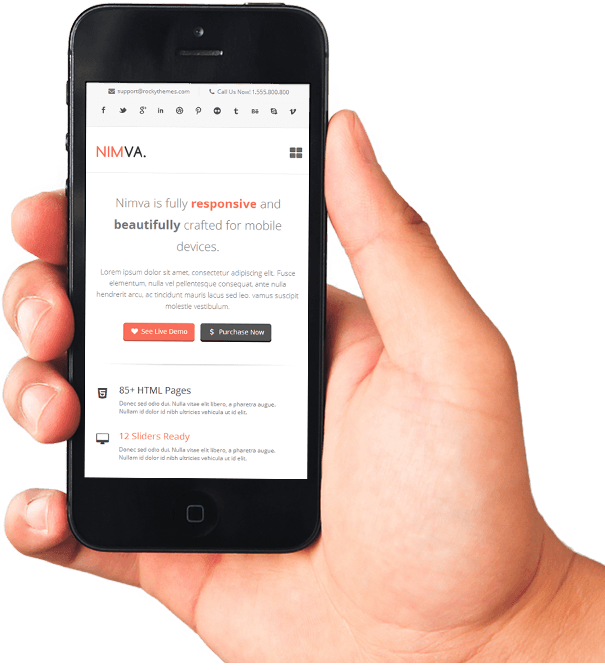 support@rockythemes.com Call Us Now! 1.555.800.800
NIMVA.
Nimva is fully responsive and
beautifully crafted for mobile
devices.
Lorem ipsum dolor sit amet, consectetur adipiscing elit. Fusce
elementum, nulla vel pellentesque consequat, ante nulla
hendrerit arcu, ac tincidunt mauris lacus sed leo. vamus suscipit
molestie vestibulum.
See Live Demo $ Purchase Now
85+ HTML Pages
Donec sed odio dui. Nulla vitae elit libero, a pharetra augue.
Nullam id dolor id nibh ultricies vehicula ut id elit.
12 Sliders Ready
Donec sed odio dui. Nulla vitae elit libero, a pharetra augue.
Nullam id dolor id nibh ultricies vehicula ut id elit.